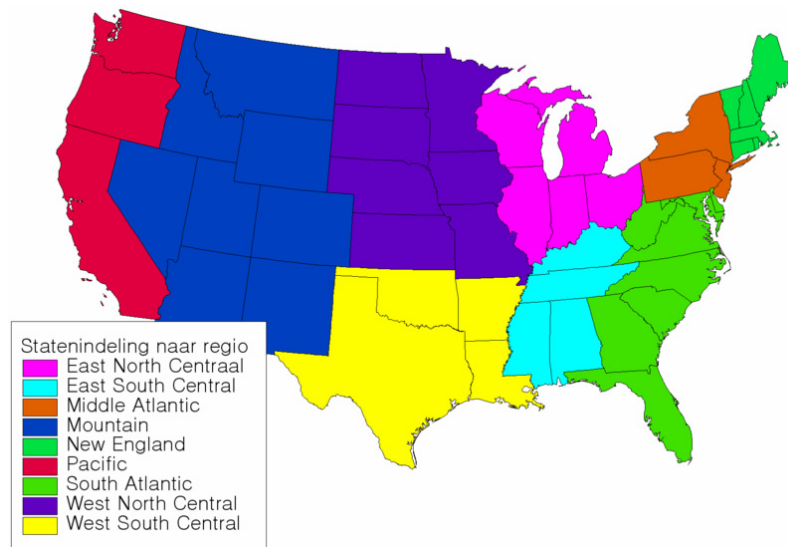 Statenindeling naar regio
East North Centraal
East South Central
Middle Atlantic
Mountain
New England
Pacific
South Atlantic
West North Central
West South Central